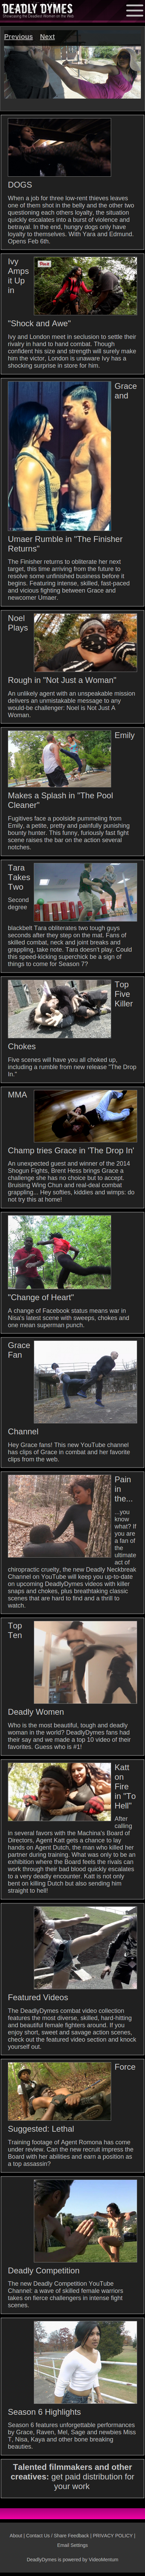 DEADLY DYMES
Showcasing the Deadliest Women on the Web
Previous Next
DOGS
When a job for three low-rent thieves leaves
one of them shot in the belly and the other two
questioning each others loyalty, the situation
quickly escalates into a burst of violence and
betrayal. In the end, hungry dogs only have
loyalty to themselves. With Yara and Edmund.
Opens Feb 6th.
Ivy
Amps
it Up
in
"Shock and Awe"
Ivy and London meet in seclusion to settle their
rivalry in hand to hand combat. Though
confident his size and strength will surely make
him the victor, London is unaware Ivy has a
shocking surprise in store for him.
Grace
and
Umaer Rumble in "The Finisher
Returns"
The Finisher returns to obliterate her next
target, this time arriving from the future to
resolve some unfinished business before it
begins. Featuring intense, skilled, fast-paced
and vicious fighting between Grace and
newcomer Umaer.
Noel
Plays
Rough in "Not Just a Woman"
An unlikely agent with an unspeakable mission
delivers an unmistakable message to any
would-be challenger: Noel is Not Just A
Woman.
Emily
Makes a Splash in "The Pool
Cleaner"
Fugitives face a poolside pummeling from
Emily, a petite, pretty and painfully punishing
bounty hunter. This funny, furiously fast fight
scene raises the bar on the action several
notches.
Tara
Takes
Two
Second
degree
blackbelt Tara obliterates two tough guys
seconds after they step on the mat. Fans of
skilled combat, neck and joint breaks and
grappling, take note. Tara doesn't play. Could
this speed-kicking superchick be a sign of
things to come for Season 7?
Top
Five
Killer
Chokes
Five scenes will have you all choked up,
including a rumble from new release "The Drop
In."
MMA
Champ tries Grace in 'The Drop In'
An unexpected guest and winner of the 2014
Shogun Fights, Brent Hess brings Grace a
challenge she has no choice but to accept.
Bruising Wing Chun and real-deal combat
grappling... Hey softies, kiddies and wimps: do
not try this at home!
"Change of Heart"
A change of Facebook status means war in
Nisa's latest scene with sweeps, chokes and
one mean superman punch.
Grace
Fan
Channel
Hey Grace fans! This new YouTube channel
has clips of Grace in combat and her favorite
clips from the web.
Pain
in
the...
...you
know
what? If
you are
a fan of
the
ultimate
act of
chiropractic cruelty, the new Deadly Neckbreak
Channel on YouTube will keep you up-to-date
on upcoming DeadlyDymes videos with killer
snaps and chokes, plus breathtaking classic
scenes that are hard to find and a thrill to
watch.
Top
Ten
Deadly Women
Who is the most beautiful, tough and deadly
woman in the world? DeadlyDymes fans had
their say and we made a top 10 video of their
favorites. Guess who is #1!
Katt
on
Fire
in "To
Hell"
After
calling
in several favors with the Machina's Board of
Directors, Agent Katt gets a chance to lay
hands on Agent Dutch, the man who killed her
partner during training. What was only to be an
exhibition where the Board feels the rivals can
work through their bad blood quickly escalates
to a very deadly encounter. Katt is not only
bent on killing Dutch but also sending him
straight to hell!
Featured Videos
The DeadlyDymes combat video collection
features the most diverse, skilled, hard-hitting
and beautiful female fighters around. If you
enjoy short, sweet and savage action scenes,
check out the featured video section and knock
yourself out.
Force
Suggested: Lethal
Training footage of Agent Romona has come
under review. Can the new recruit impress the
Board with her abilities and earn a position as
a top assassin?
Deadly Competition
The new Deadly Competition YouTube
Channel: a wave of skilled female warriors
takes on fierce challengers in intense fight
scenes.
Season 6 Highlights
Season 6 features unforgettable performances
by Grace, Raven, Mel, Sage and newbies Miss
T, Nisa, Kaya and other bone breaking
beauties.
Talented filmmakers and other
creatives: get paid distribution for
your work
About | Contact Us / Share Feedback | PRIVACY POLICY |
Email Settings
DeadlyDymes is powered by VideoMentum